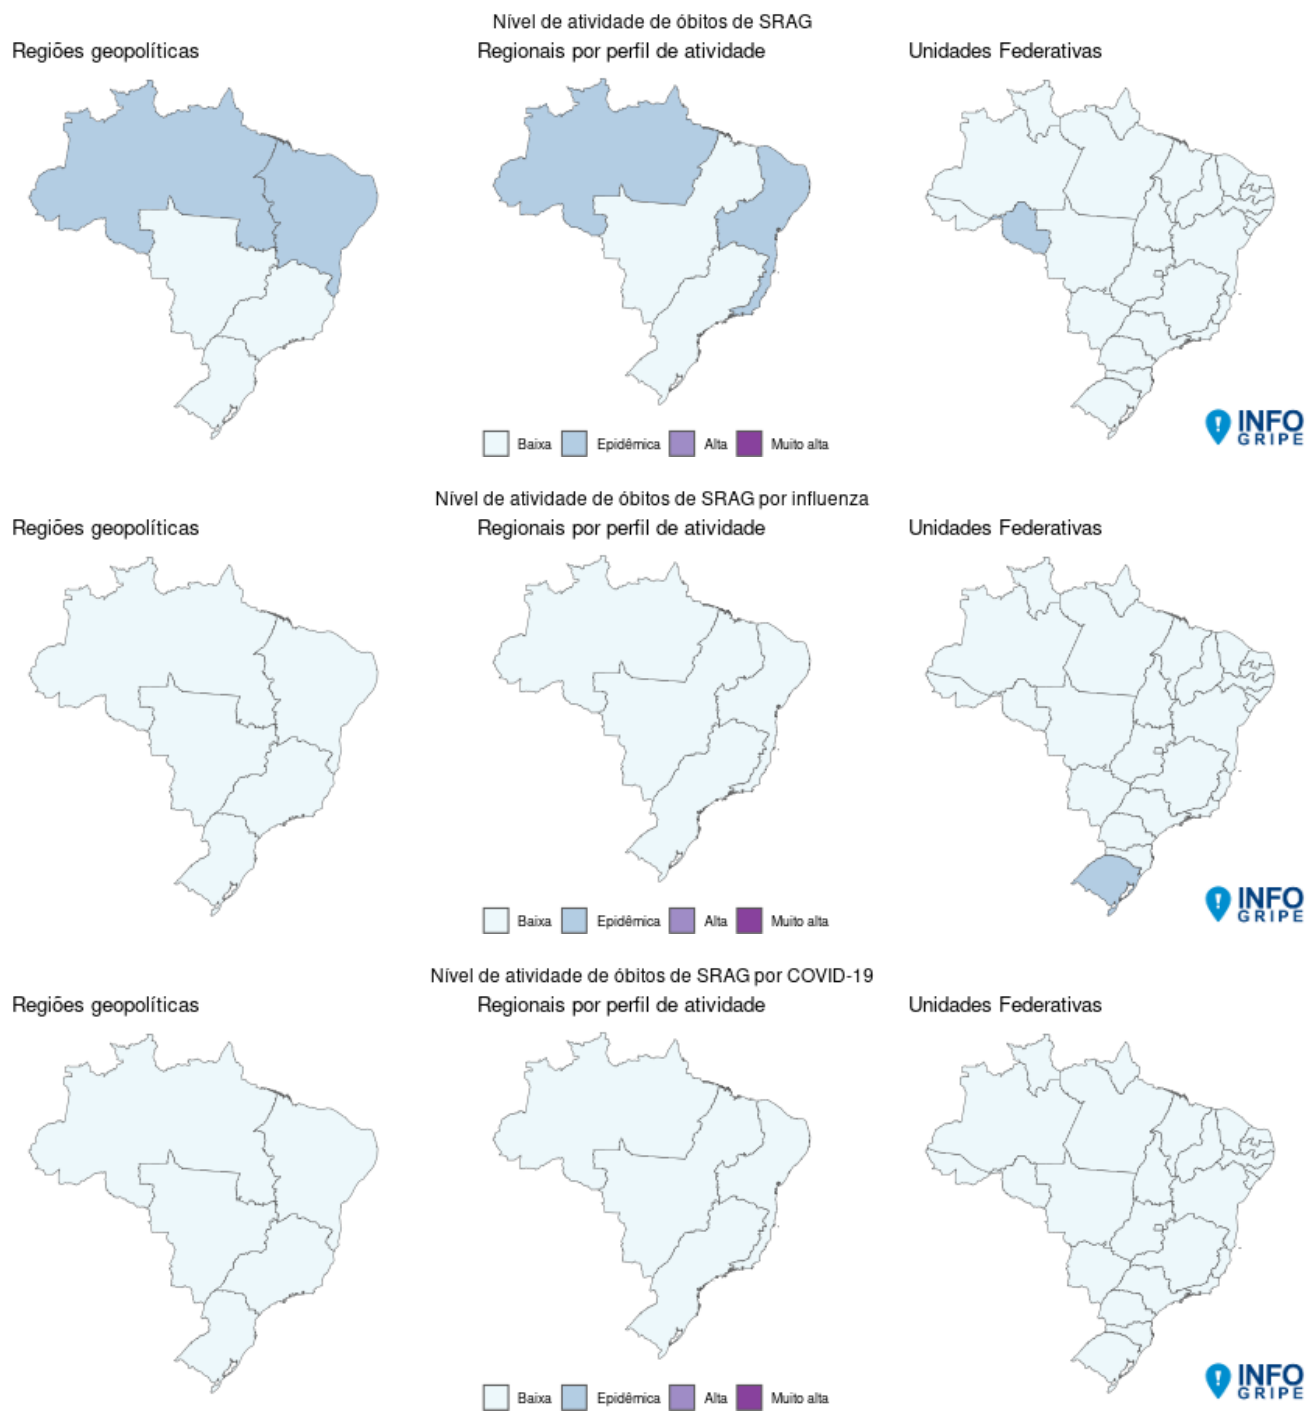 Nível de atividade de óbitos de SRAG
Regiões geopolíticas
Regionais por perfil de atividade
Unidades Federativas
Baixa
Epidêmica
Alta
Muito alta
INFO
GRIPE
Nível de atividade de óbitos de SRAG por influenza
Regiões geopolíticas
Regionais por perfil de atividade
Unidades Federativas
Baixa
Epidêmica
Alta
Muito alta
INFO
GRIPE
Nível de atividade de óbitos de SRAG por COVID-19
Regiões geopolíticas
Regionais por perfil de atividade
Unidades Federativas
Baixa
Epidêmica
Alta
Muito alta
INFO
GRIPE